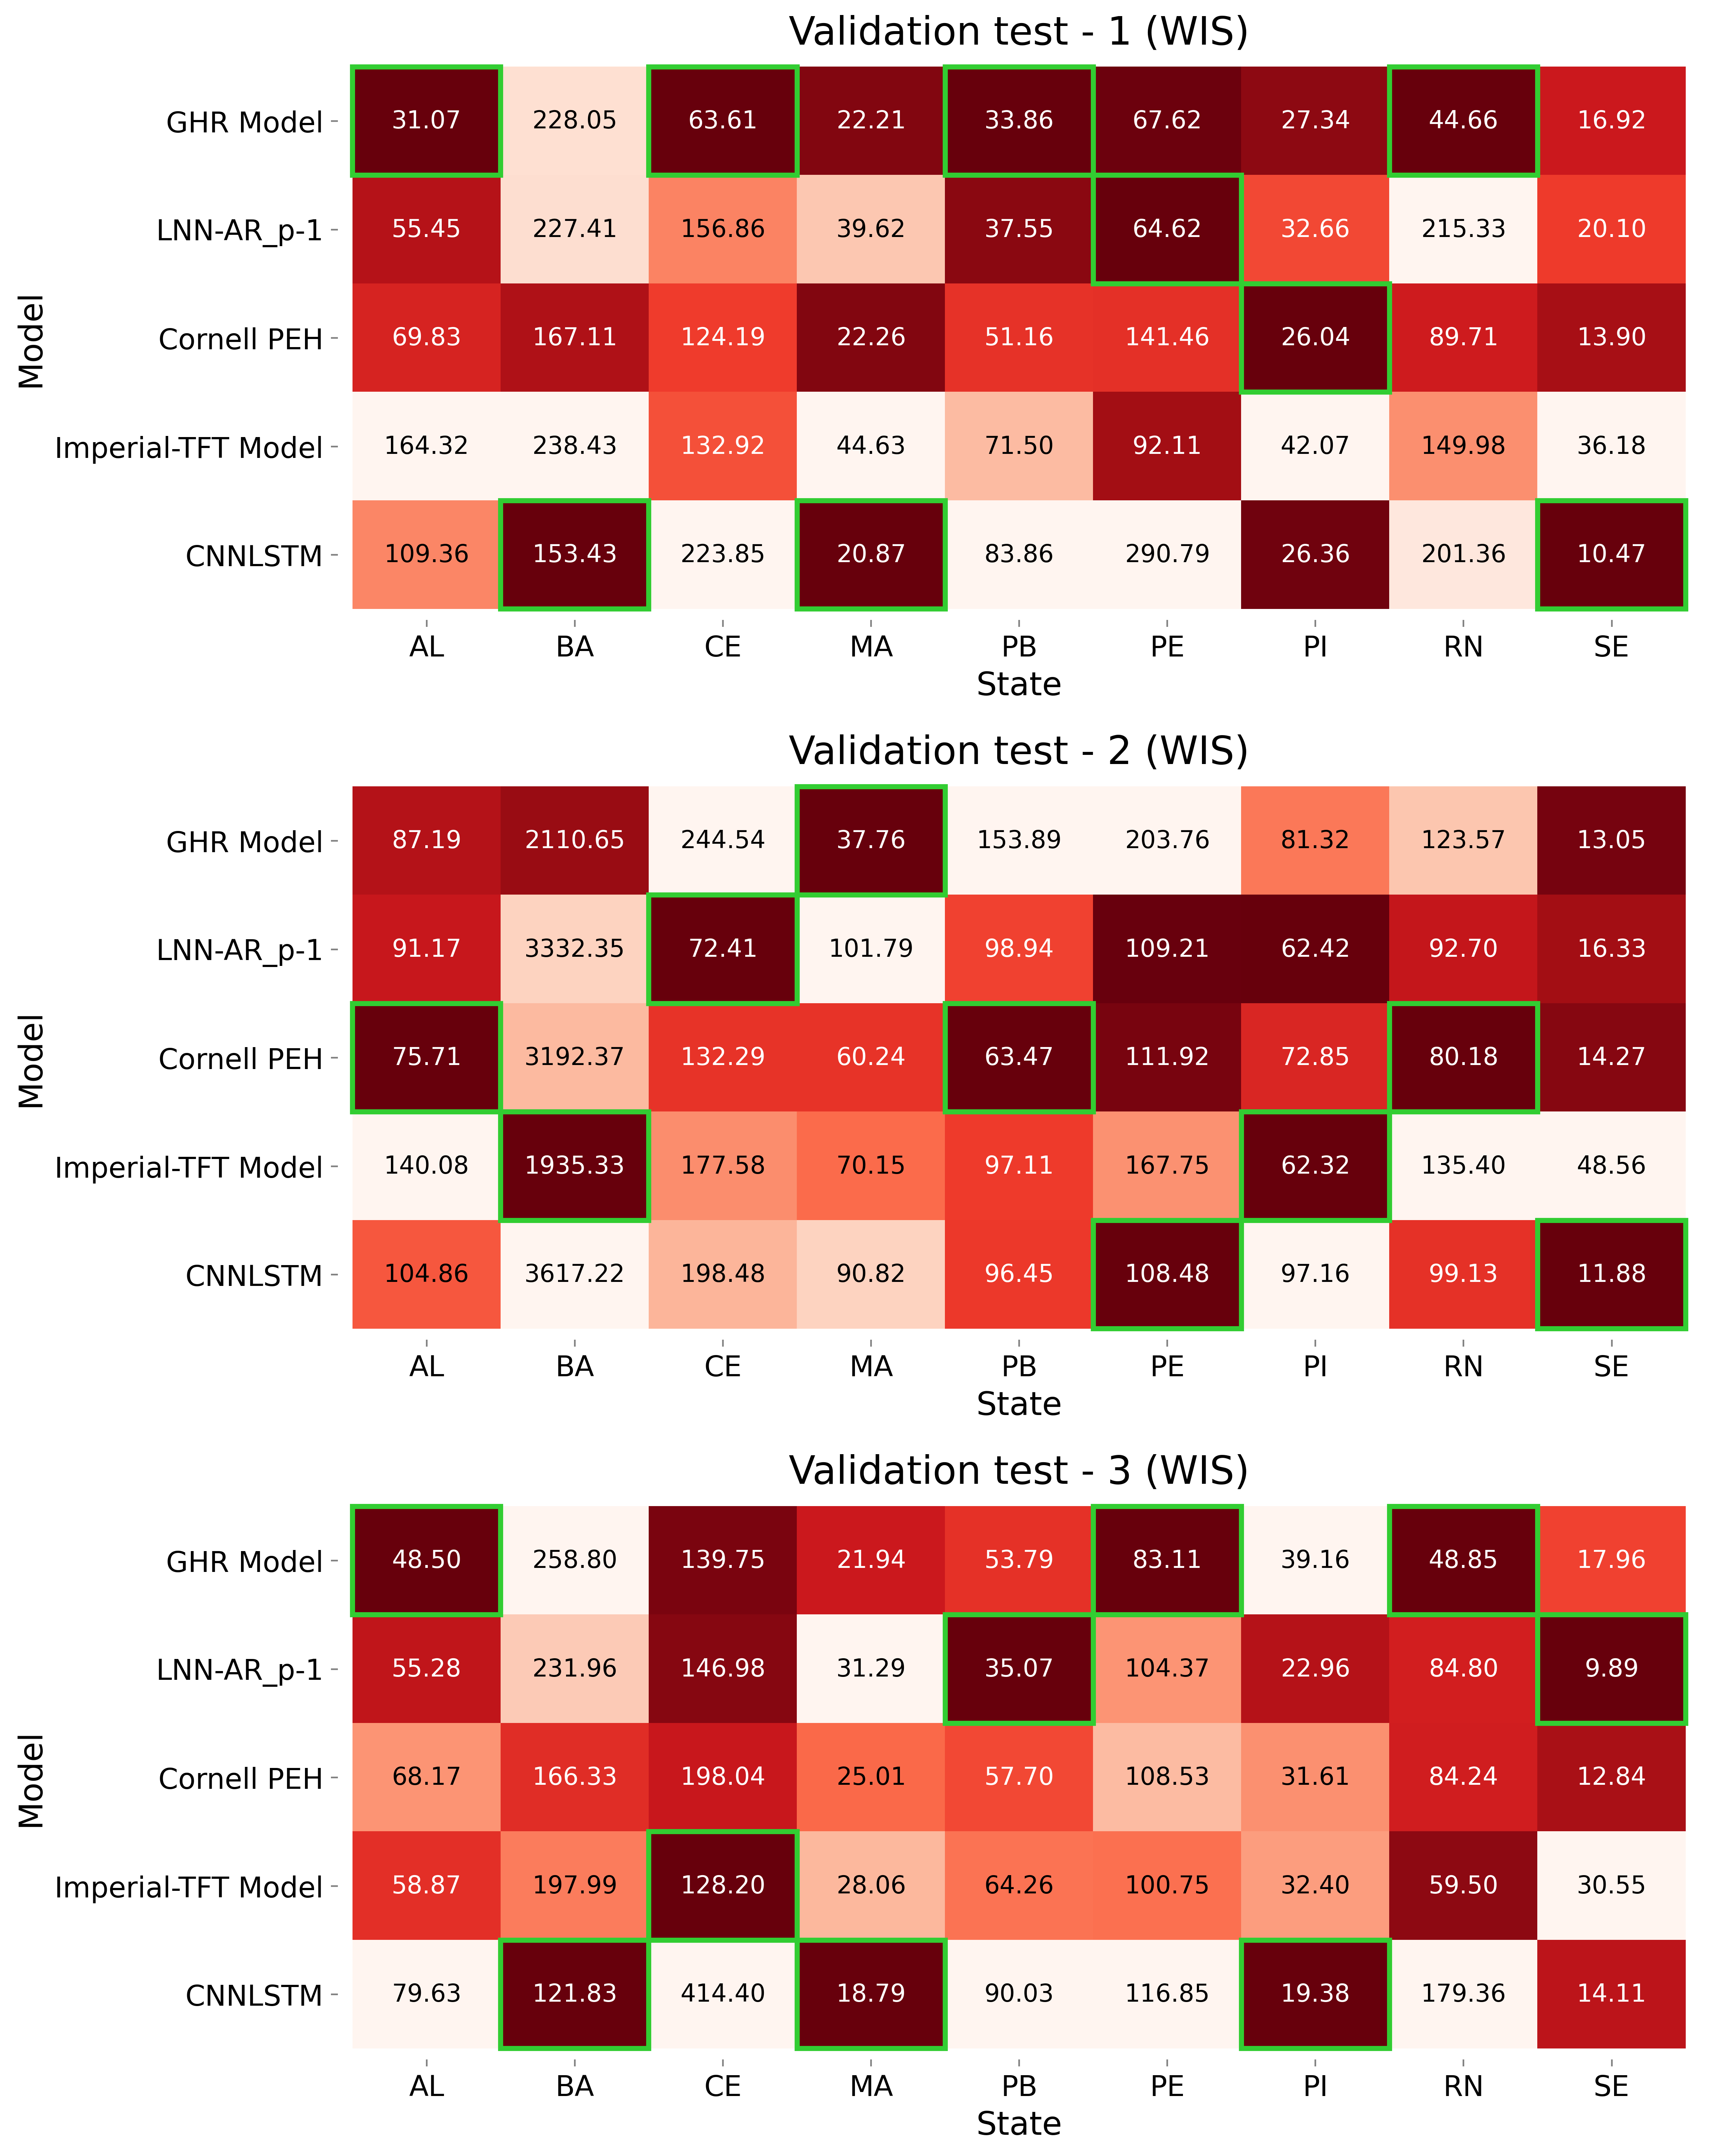 Validation test - 1 (WIS)
GHR Model 31.07 228.05 63.61 22.21 33.86 67.62 27.34 44.66 16.92
LNN-AR_p-1 55.45 227.41 156.86 39.62 37.55 64.62 32.66 215.33 20.10
Cornell PEH 69.83 167.11 124.19 22.26 51.16 141.46 26.04 89.71 13.90
Imperial-TFT Model 164.32 238.43 132.92 44.63 71.50 92.11 42.07 149.98 36.18
CNNLSTM 109.36 153.43 223.85 20.87 83.86 290.79 26.36 201.36 10.47
Model
AL BA CE MA PB PE PI RN SE
State
Validation test - 2 (WIS)
GHR Model 87.19 2110.65 244.54 37.76 153.89 203.76 81.32 123.57 13.05
LNN-AR_p-1 91.17 3332.35 72.41 101.79 98.94 109.21 62.42 92.70 16.33
Cornell PEH 75.71 3192.37 132.29 60.24 63.47 111.92 72.85 80.18 14.27
Imperial-TFT Model 140.08 1935.33 177.58 70.15 97.11 167.75 62.32 135.40 48.56
CNNLSTM 104.86 3617.22 198.48 90.82 96.45 108.48 97.16 99.13 11.88
Model
AL BA CE MA PB PE PI RN SE
State
Validation test - 3 (WIS)
GHR Model 48.50 258.80 139.75 21.94 53.79 83.11 39.16 48.85 17.96
LNN-AR_p-1 55.28 231.96 146.98 31.29 35.07 104.37 22.96 84.80 9.89
Cornell PEH 68.17 166.33 198.04 25.01 57.70 108.53 31.61 84.24 12.84
Imperial-TFT Model 58.87 197.99 128.20 28.06 64.26 100.75 32.40 59.50 30.55
CNNLSTM 79.63 121.83 414.40 18.79 90.03 116.85 19.38 179.36 14.11
Model
AL BA CE MA PB PE PI RN SE
State